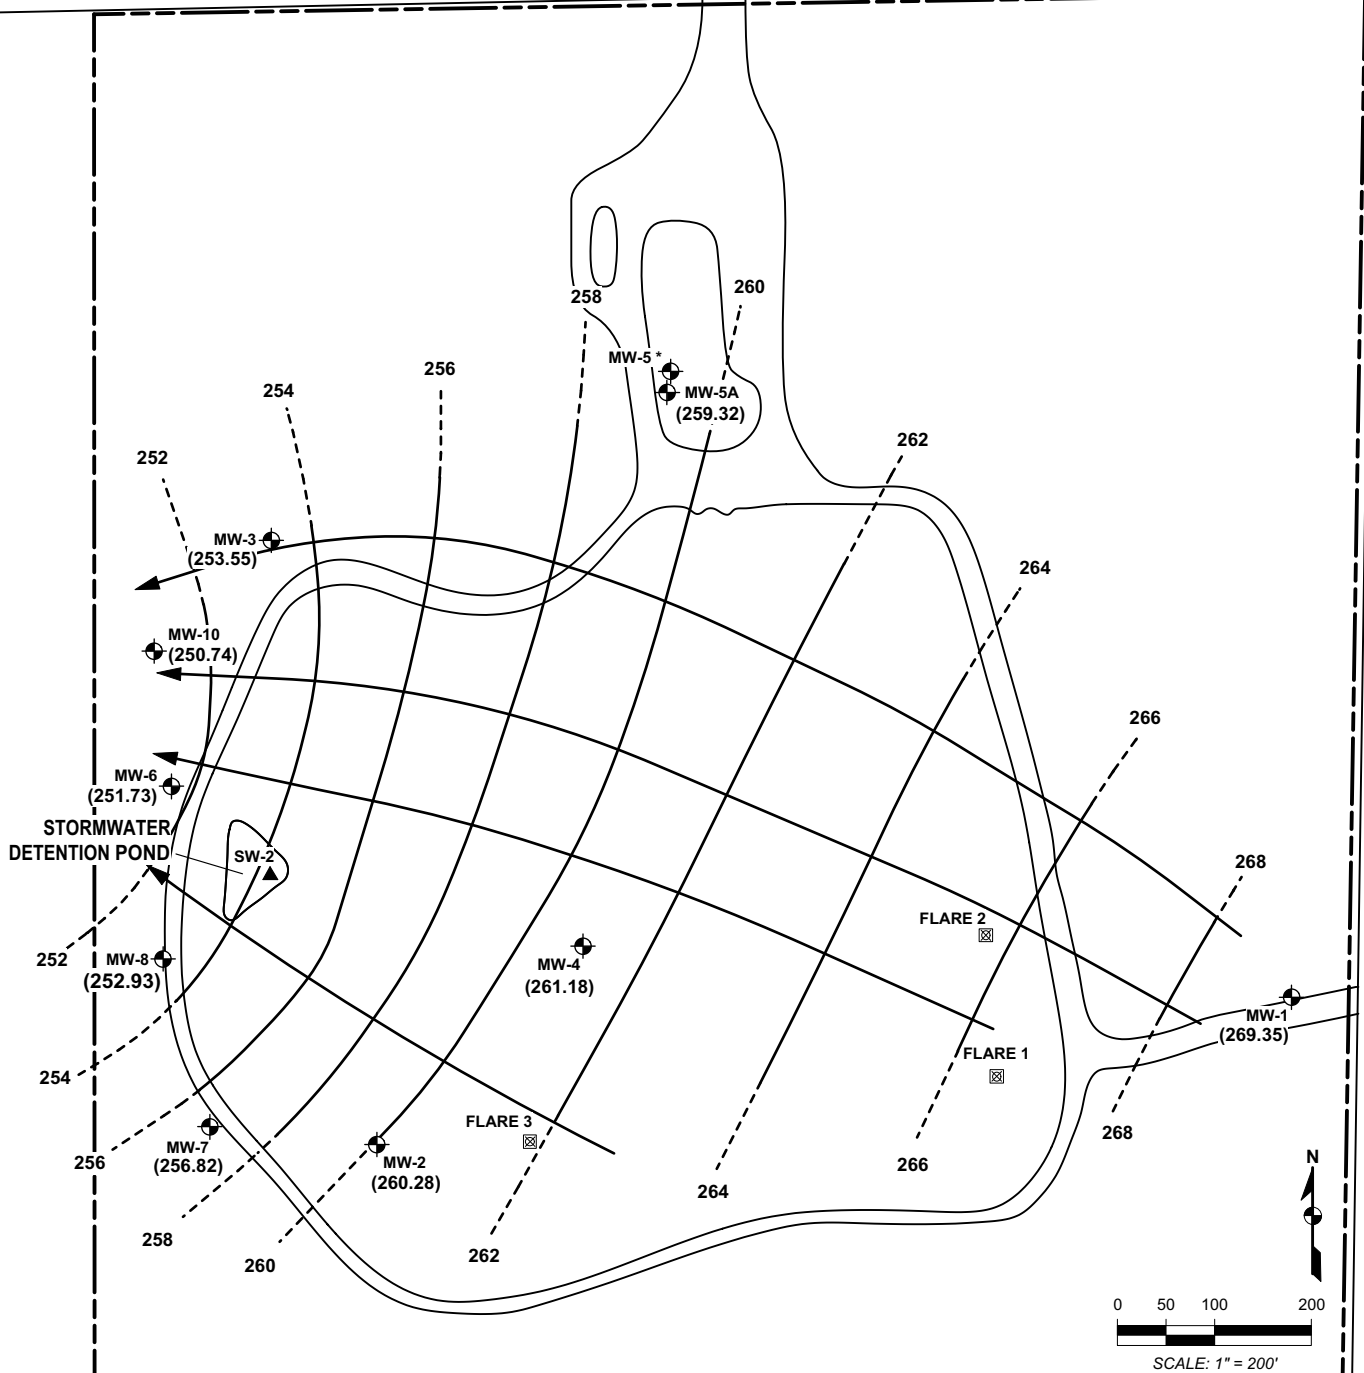 258
260
MW-5 *
MW-5A
(259.32)
256
254
262
252
MW-3
(253.55)
264
MW-10
(250.74)
266
MW-6
(251.73)
STORMWATER
DETENTION POND
SW-2
268
FLARE 2
252
MW-8
(252.93)
MW-4
(261.18)
MW-1
(269.35)
FLARE 1
254
FLARE 3
268
MW-7
(256.82)
256
MW-2
(260.28)
266
264
N
258
262
260
0 50 100 200
SCALE: 1" = 200'